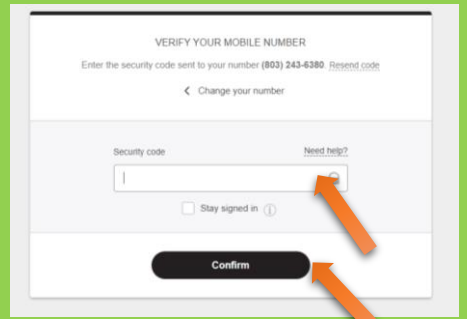 VERIFY YOUR MOBILE NUMBER
Enter the security code sent to your number (803) 243-6380. Resend code
< Change your number
Security code Need help?
Stay signed in i
Confirm